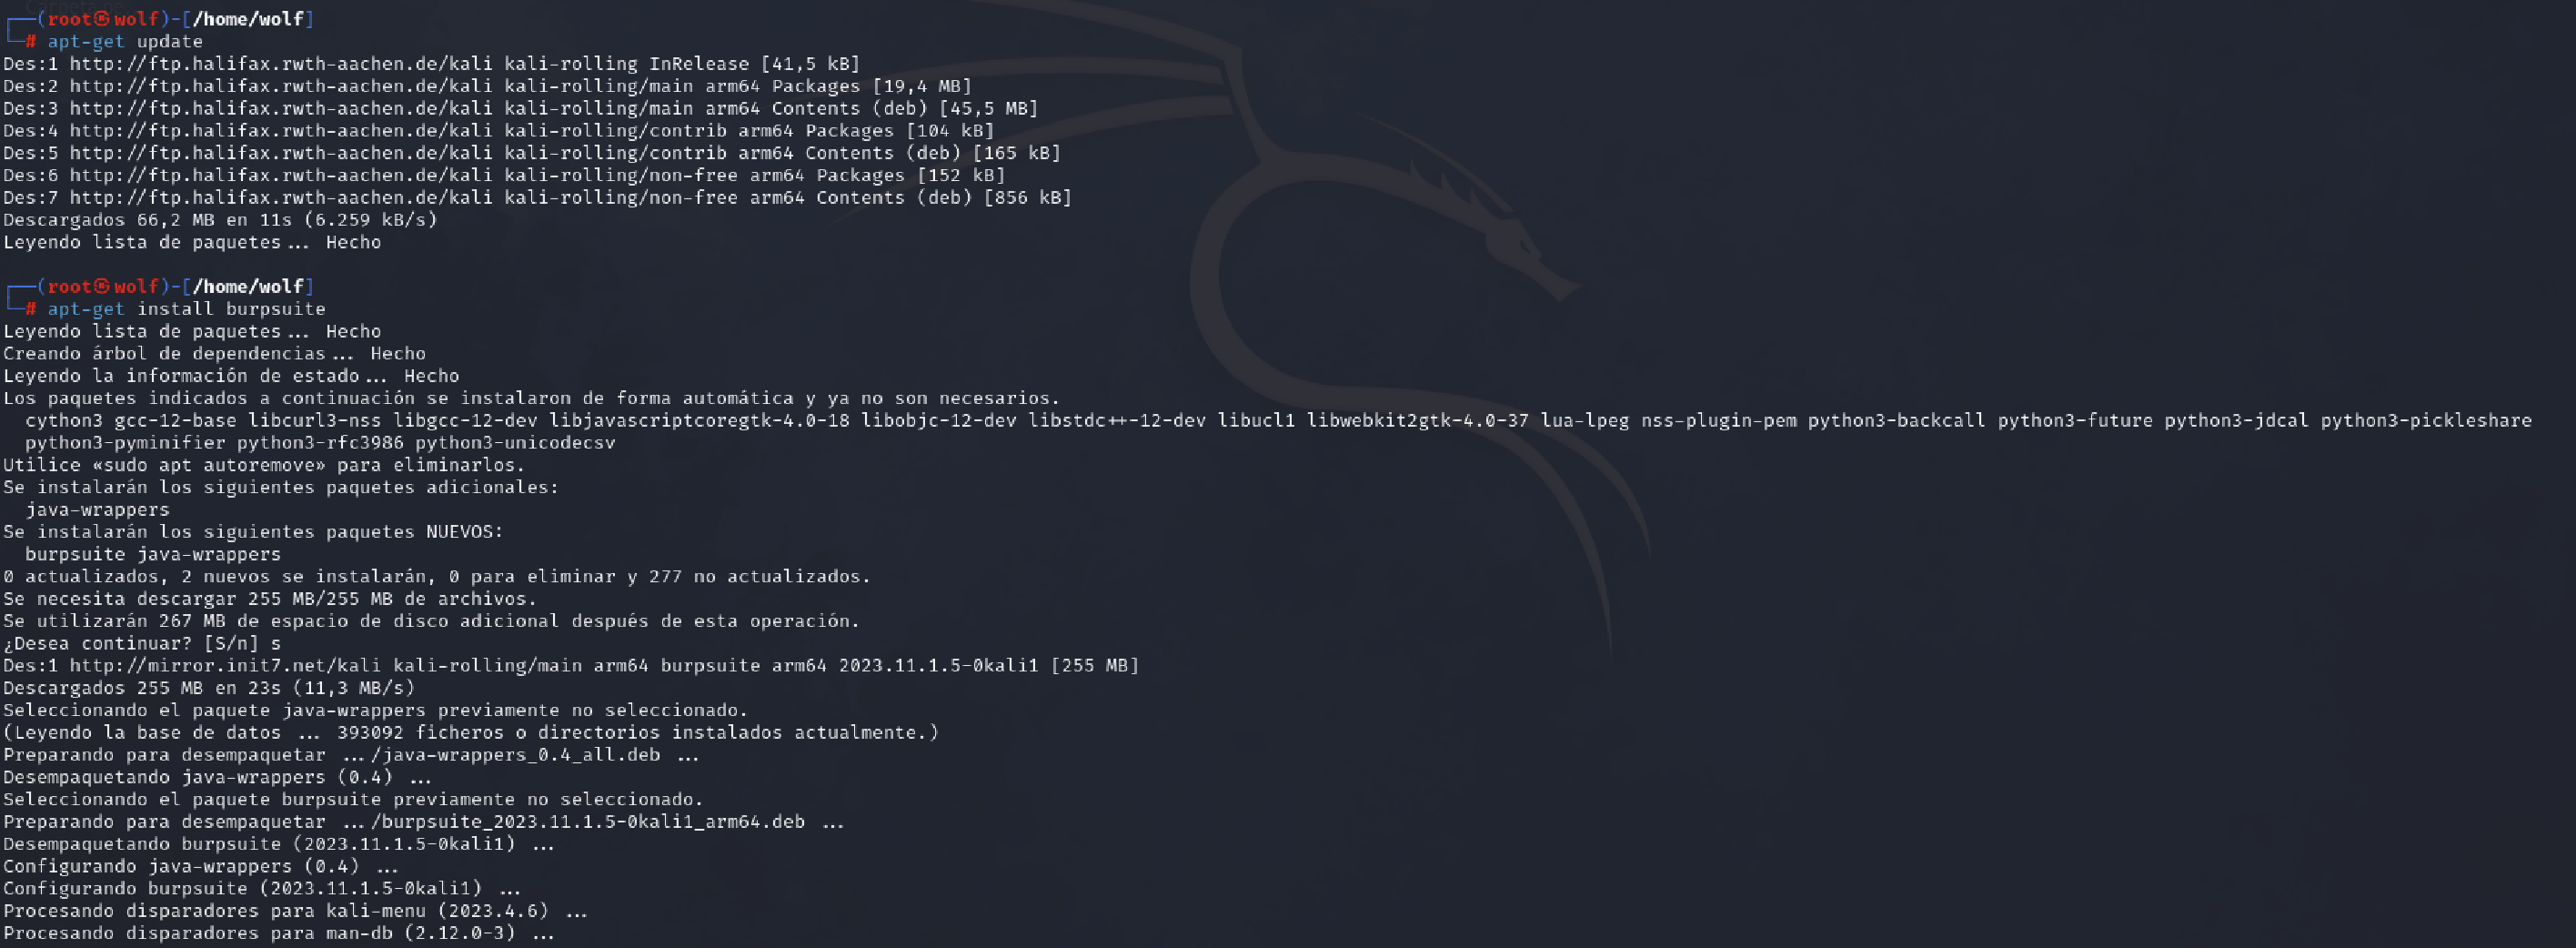 ┌──(root㉿wolf)-[/home/wolf]
└─# apt-get update
Des:1 http://ftp.halifax.rwth-aachen.de/kali kali-rolling InRelease [41,5 kB]
Des:2 http://ftp.halifax.rwth-aachen.de/kali kali-rolling/main arm64 Packages [19,4 MB]
Des:3 http://ftp.halifax.rwth-aachen.de/kali kali-rolling/main arm64 Contents (deb) [45,5 MB]
Des:4 http://ftp.halifax.rwth-aachen.de/kali kali-rolling/contrib arm64 Packages [104 kB]
Des:5 http://ftp.halifax.rwth-aachen.de/kali kali-rolling/contrib arm64 Contents (deb) [165 kB]
Des:6 http://ftp.halifax.rwth-aachen.de/kali kali-rolling/non-free arm64 Packages [152 kB]
Des:7 http://ftp.halifax.rwth-aachen.de/kali kali-rolling/non-free arm64 Contents (deb) [856 kB]
Descargados 66,2 MB en 11s (6.259 kB/s)
Leyendo lista de paquetes... Hecho
┌──(root㉿wolf)-[/home/wolf]
└─# apt-get install burpsuite
Leyendo lista de paquetes... Hecho
Creando árbol de dependencias... Hecho
Leyendo la información de estado... Hecho
Los paquetes indicados a continuación se instalaron de forma automática y ya no son necesarios.
cython3 gcc-12-base libcurl3-nss libgcc-12-dev libjavascriptcoregtk-4.0-18 libobjc-12-dev libstdc++-12-dev libucl1 libwebkit2gtk-4.0-37 lua-lpeg nss-plugin-pem python3-backcall python3-future python3-jdcal python3-pickleshare
python3-pyminifier python3-rfc3986 python3-unicodecsv
Utilice «sudo apt autoremove» para eliminarlos.
Se instalarán los siguientes paquetes adicionales:
java-wrappers
Se instalarán los siguientes paquetes NUEVOS:
burpsuite java-wrappers
0 actualizados, 2 nuevos se instalarán, 0 para eliminar y 277 no actualizados.
Se necesita descargar 255 MB/255 MB de archivos.
Se utilizarán 267 MB de espacio de disco adicional después de esta operación.
¿Desea continuar? [S/n] s
Des:1 http://mirror.init7.net/kali kali-rolling/main arm64 burpsuite arm64 2023.11.1.5-0kali1 [255 MB]
Descargados 255 MB en 23s (11,3 MB/s)
Seleccionando el paquete java-wrappers previamente no seleccionado.
(Leyendo la base de datos ... 393092 ficheros o directorios instalados actualmente.)
Preparando para desempaquetar .../java-wrappers_0.4_all.deb ...
Desempaquetando java-wrappers (0.4) ...
Seleccionando el paquete burpsuite previamente no seleccionado.
Preparando para desempaquetar .../burpsuite_2023.11.1.5-0kali1_arm64.deb ...
Desempaquetando burpsuite (2023.11.1.5-0kali1) ...
Configurando java-wrappers (0.4) ...
Configurando burpsuite (2023.11.1.5-0kali1) ...
Procesando disparadores para kali-menu (2023.4.6) ...
Procesando disparadores para man-db (2.12.0-3) ...